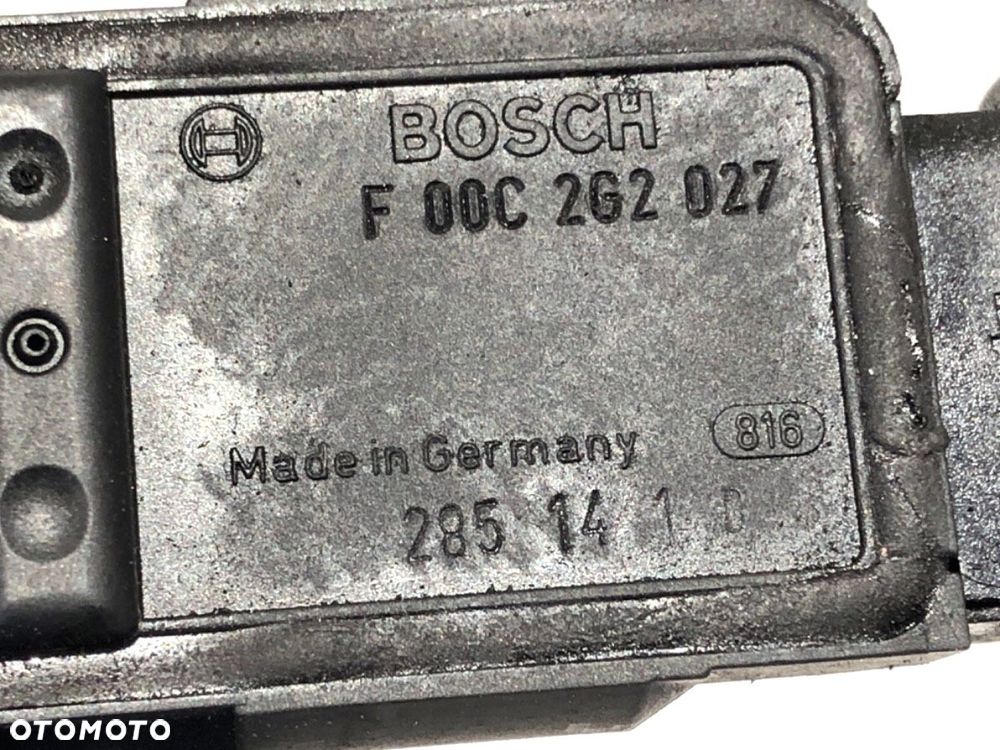 BOSCH
F 00C 2G2 027
Made in Germany
816
285 14 1
OTOMOTO